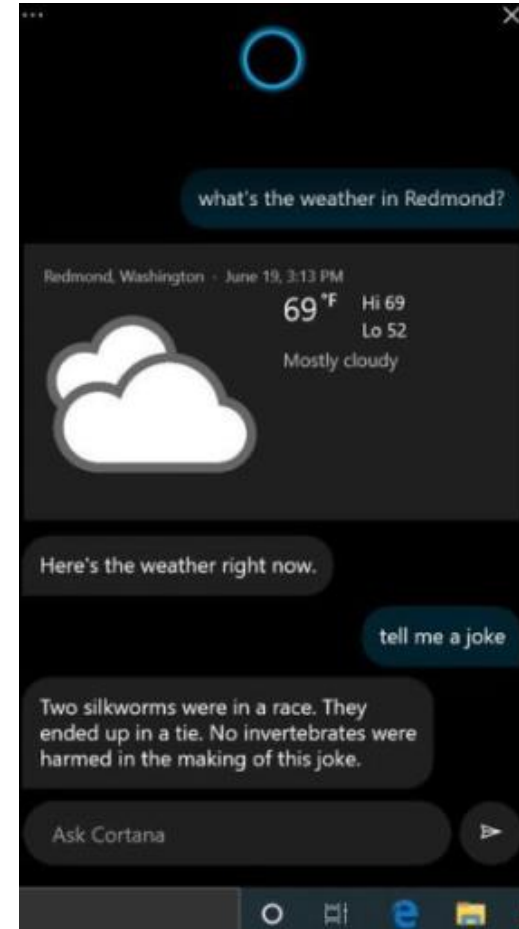 what's the weather in Redmond?
Redmond, Washington - June 19, 3:13 PM
69 °F
Hi 69
Lo 52
Mostly cloudy
Here's the weather right now.
tell me a joke
Two silkworms were in a race. They
ended up in a tie. No invertebrates were
harmed in the making of this joke.
Ask Cortana